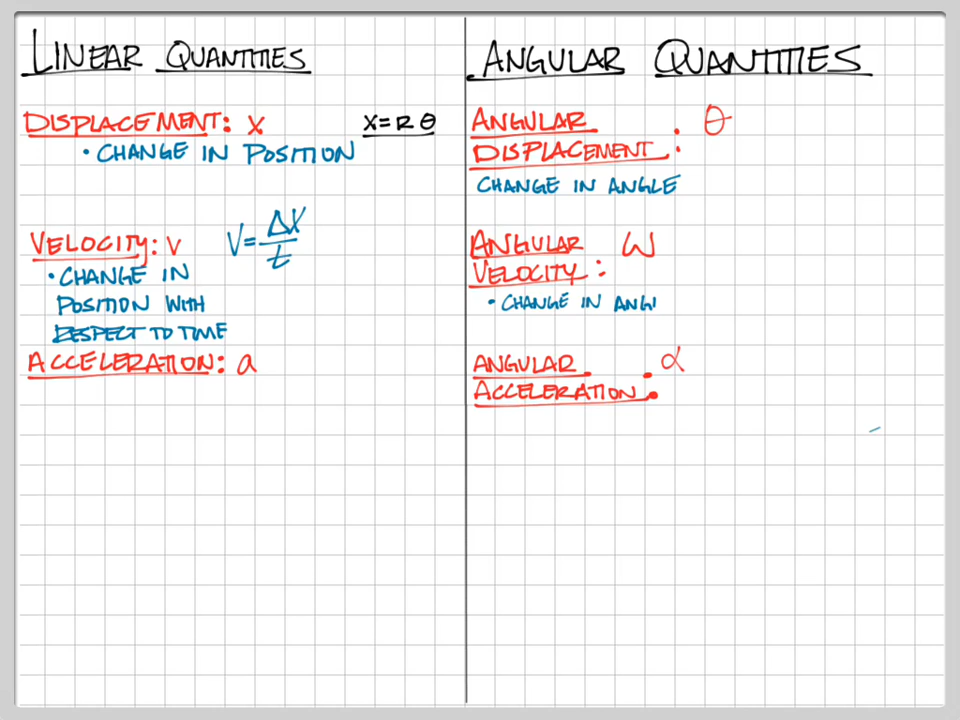 LINEAR QUANTITIES
DISPLACEMENT: X
X=RΘ
• CHANGE IN POSITION
VELOCITY: V
V=ΔX/t
• CHANGE IN
POSITION WITH
RESPECT TO TIME
ACCELERATION: a
ANGULAR QUANTITIES
ANGULAR
DISPLACEMENT : θ
CHANGE IN ANGLE
ANGULAR
VELOCITY: ω
• CHANGE IN ANGL
ANGULAR
ACCELERATION : α